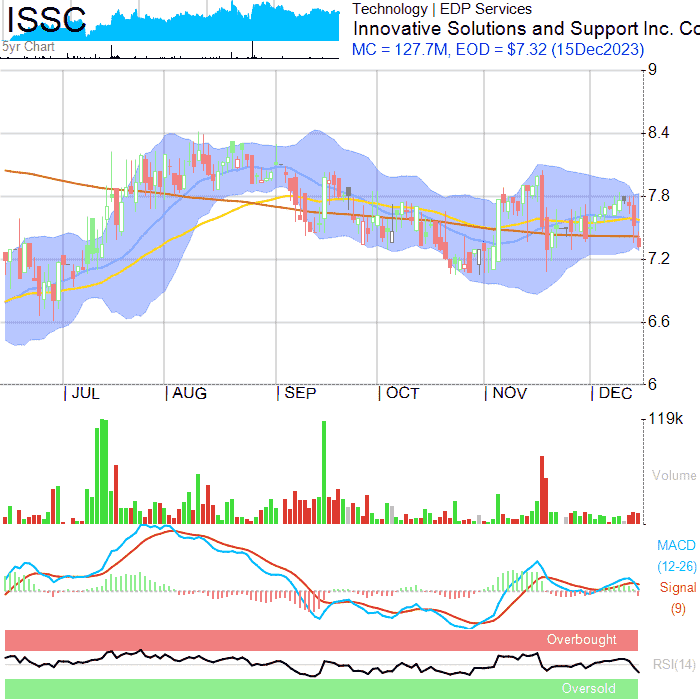 ISSC
5yr Chart
Technology | EDP Services
Innovative Solutions and Support Inc. Co
MC = 127.7M, EOD = $7.32 (15Dec2023)
9
8.4
7.8
7.2
6.6
6
JUL AUG SEP OCT NOV DEC
119k
Volume
MACD
(12-26)
Signal
(9)
Overbought
RSI(14)
Oversold